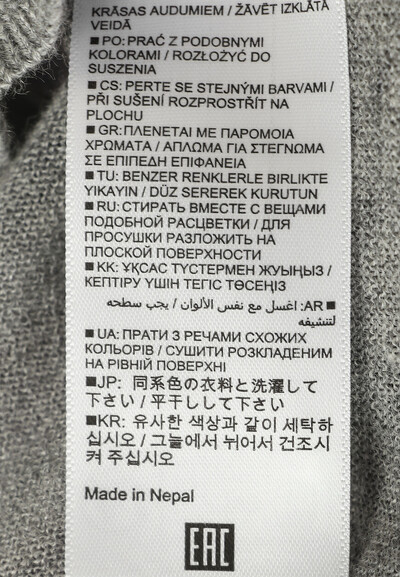 KRĀSAS AUDUMIEM / ŽĀVĒT IZKLĀTĀ
VEIDĀ
■ PO: PRAĆ Z PODOBNYMI
KOLORAMI / ROZŁOŻYĆ DO
SUSZENIA
■ CS: PERTE SE STEJNÝMI BARVAMI /
PŘI SUŠENÍ ROZPROSTŘÍT NA
PLOCHU
■ GR: ΠΛΕΝΕΤΑΙ ΜΕ ΠΑΡΟΜΟΙΑ
ΧΡΩΜΑΤΑ / ΑΠΛΩΜΑ ΓΙΑ ΣΤΕΓΝΩΜΑ
ΣΕ ΕΠΙΠΕΔΗ ΕΠΙΦΑΝΕΙΑ
■ TU: BENZER RENKLERLE BIRLIKTE
YIKAYIN / DÜZ SEREREK KURUTUN
■ RU: СТИРАТЬ ВМЕСТЕ С ВЕЩАМИ
ПОДОБНОЙ РАСЦВЕТКИ / ДЛЯ
ПРОСУШКИ РАЗЛОЖИТЬ НА
ПЛОСКОЙ ПОВЕРХНОСТИ
■ KK: ҰҚСАС ТҮСТЕРМЕН ЖУЫҢЫЗ /
КЕПТІРУ ҮШІН ТЕГІС ТӨСЕҢІЗ
■ AR: اغسل مع نفس الألوان / يجب سطحه
لتنشيفه
■ UA: ПРАТИ З РЕЧАМИ СХОЖИХ
КОЛЬОРІВ / СУШИТИ РОЗКЛАДЕНИМ
НА РІВНІЙ ПОВЕРХНІ
■JP: 同系色の衣料と洗濯して
下さい / 平干しして下さい
■KR: 유사한 색상과 같이 세탁하
십시오 / 그늘에서 뉘어서 건조시
켜 주십시오
Made in Nepal
EAC